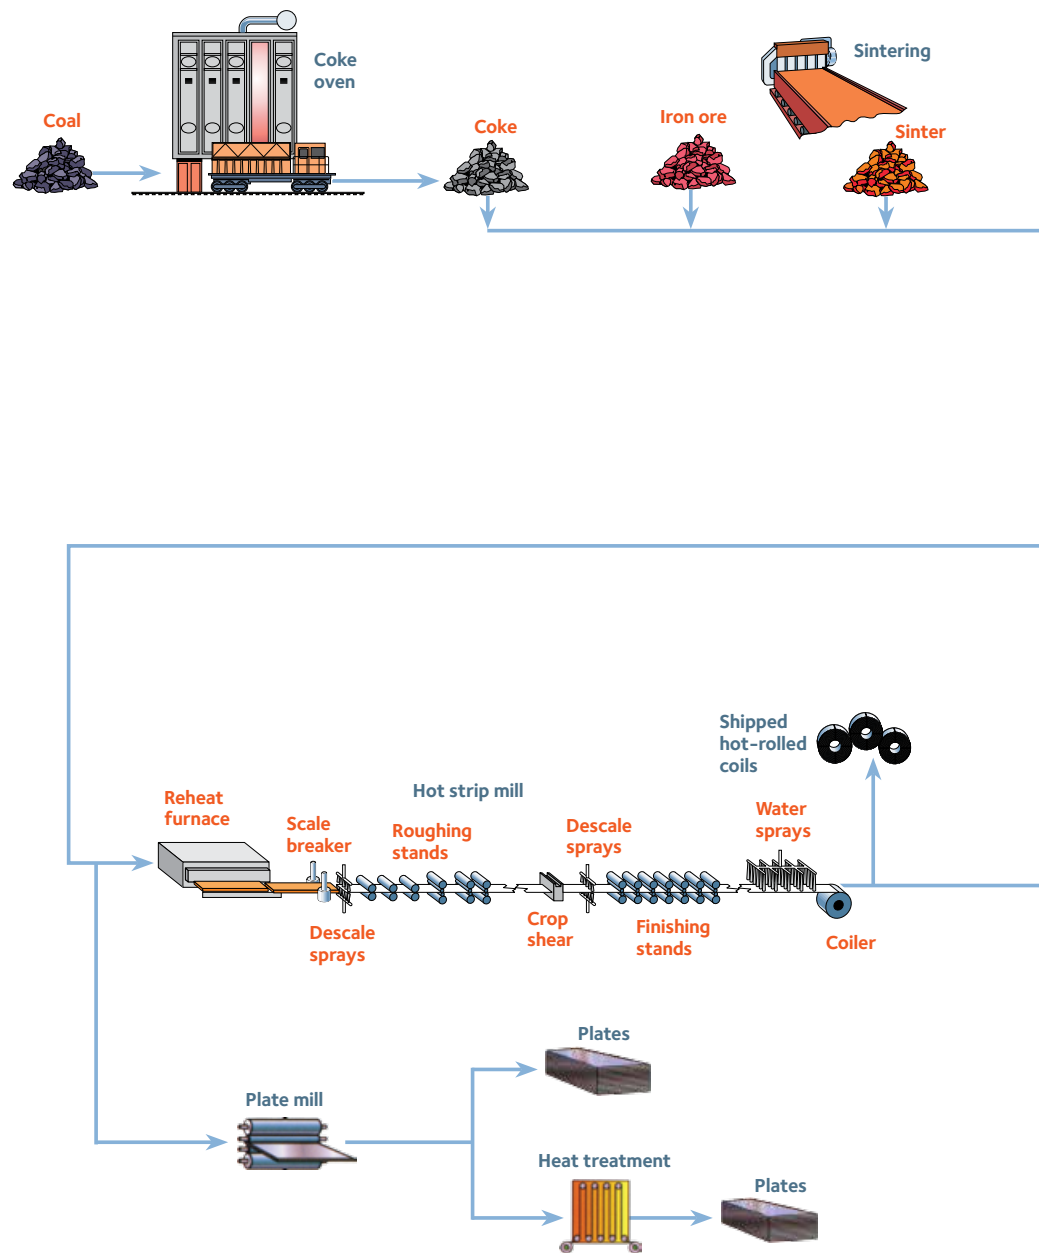 Coke
oven
Sintering
Coal
Coke
Iron ore
Sinter
Shipped
hot-rolled
coils
Hot strip mill
Reheat
furnace
Scale
breaker
Roughing
stands
Descale
sprays
Water
sprays
Descale
sprays
Crop
shear
Finishing
stands
Coiler
Plates
Plate mill
Heat treatment
Plates